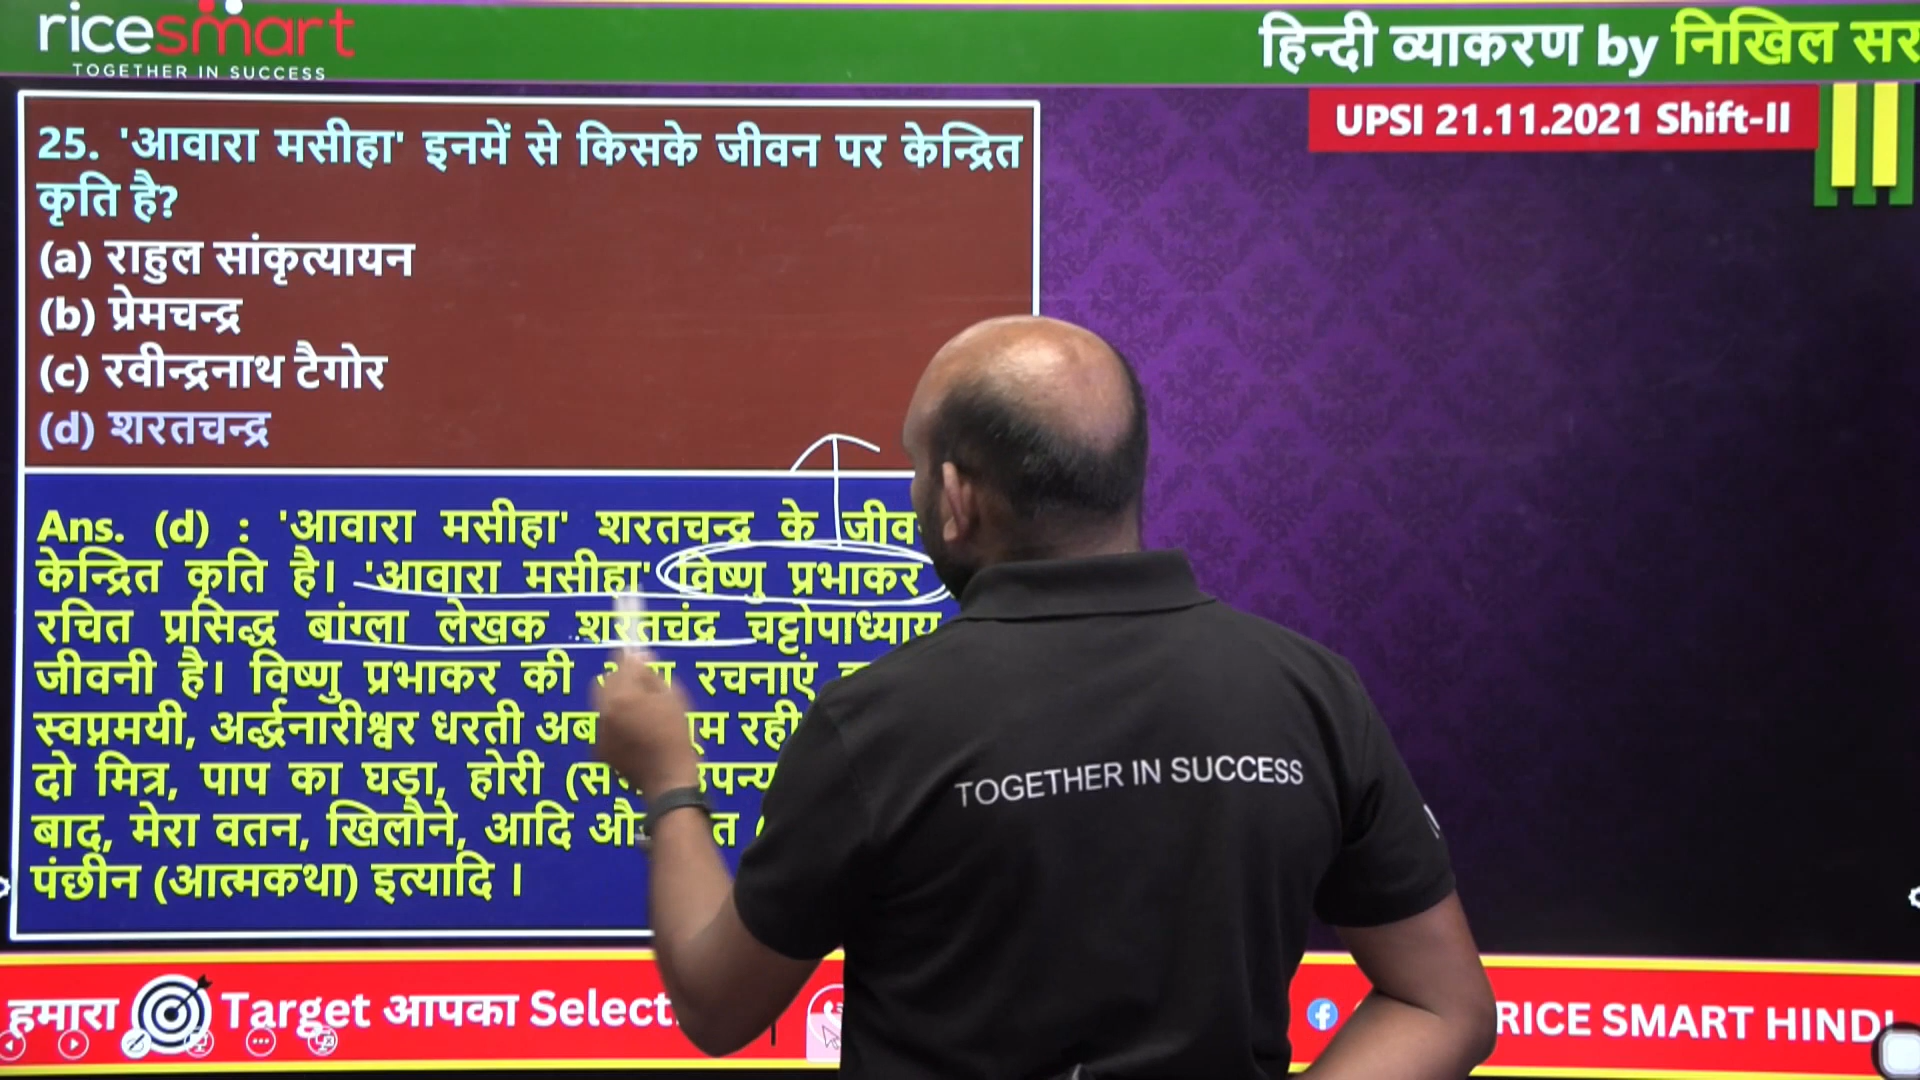 ricesmart
TOGETHER IN SUCCESS
हिन्दी व्याकरण by निखिल सर
UPSI 21.11.2021 Shift-II
25. 'आवारा मसीहा' इनमें से किसके जीवन पर केन्द्रित
कृति है?
(a) राहुल सांकृत्यायन
(b) प्रेमचन्द्र
(c) रवीन्द्रनाथ टैगोर
(d) शरतचन्द्र
Ans. (d) : 'आवारा मसीहा' शरतचन्द्र के
केन्द्रित कृति है। 'आवारा मसीहा' विष्णु प्रभाकर
रचित प्रसिद्ध बांग्ला लेखक शरतचंद्र चट्टोपाध्याय
जीवनी है। विष्णु प्रभाकर की रचनाएं
स्वप्नमयी, अर्द्धनारीश्वर धरती अब रही
दो मित्र, पाप का घड़ा, होरी
बाद, मेरा वतन, खिलौने, आदि
पंछीन (आत्मकथा) इत्यादि ।
TOGETHER IN SUCCESS
हमारा Target आपका Select
RICE SMART HINDI